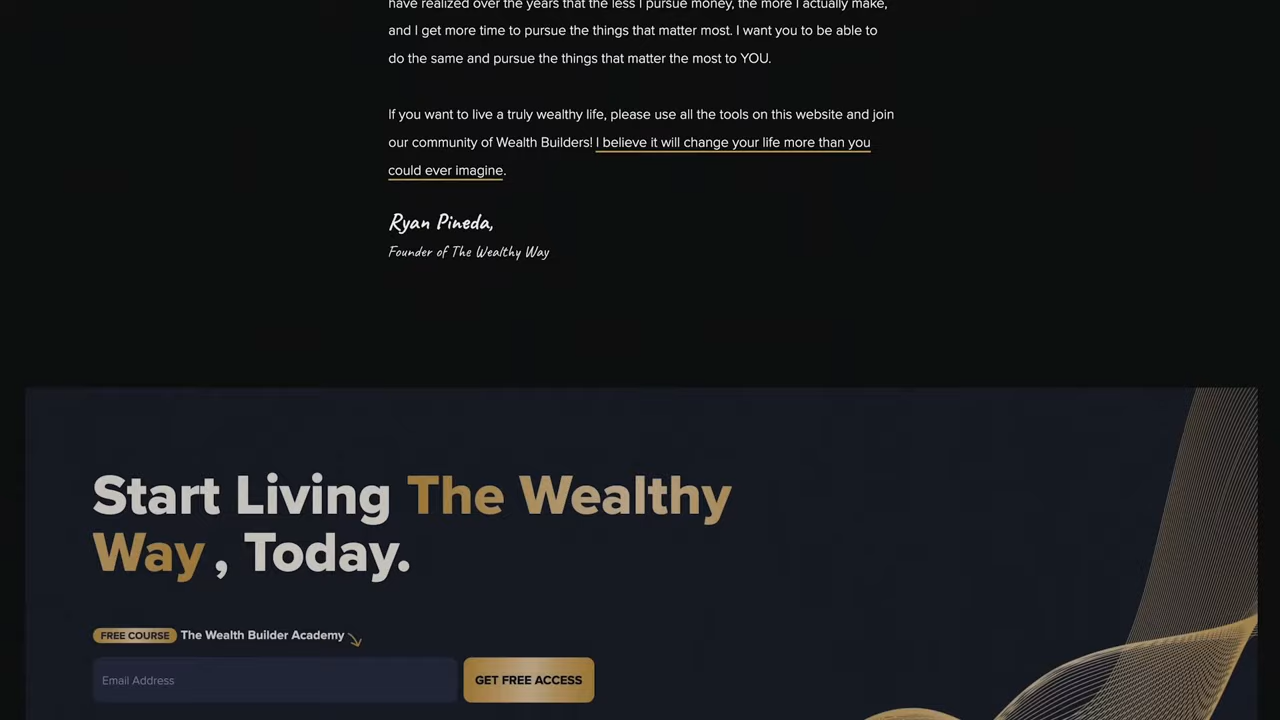 have realized over the years that the less I pursue money, the more I actually make,
and I get more time to pursue the things that matter most. I want you to be able to
do the same and pursue the things that matter the most to YOU.
If you want to live a truly wealthy life, please use all the tools on this website and join
our community of Wealth Builders! I believe it will change your life more than you
could ever imagine.
Ryan Pineda,
Founder of The Wealthy Way
Start Living The Wealthy
Way , Today.
FREE COURSE The Wealth Builder Academy
Email Address
GET FREE ACCESS